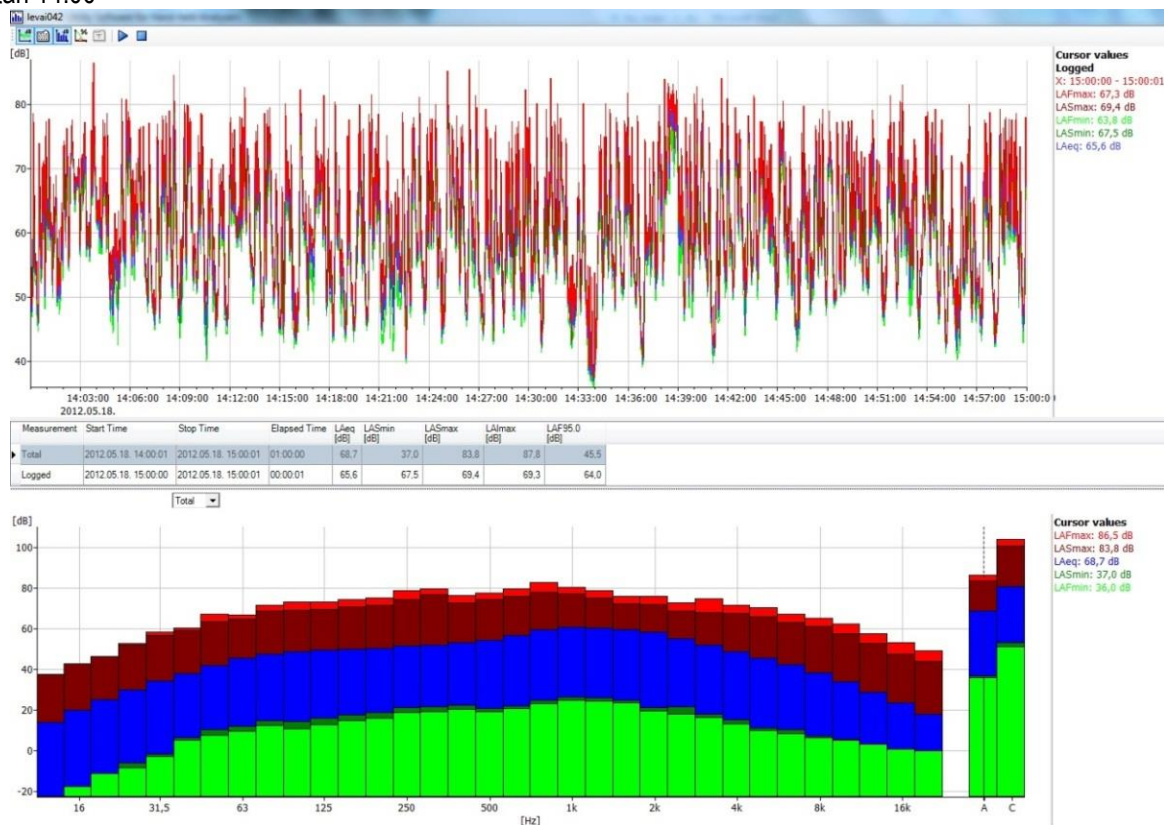 levai042
[dB]
80
70
60
50
40
14:03:00 14:06:00 14:09:00 14:12:00 14:15:00 14:18:00 14:21:00 14:24:00 14:27:00 14:30:00 14:33:00 14:36:00 14:39:00 14:42:00 14:45:00 14:48:00 14:51:00 14:54:00 14:57:00 15:00:0
2012.05.18.
Cursor values
Logged
X: 15:00:00 - 15:00:01
LAFmax: 67,3 dB
LASmax: 69,4 dB
LAFmin: 63,8 dB
LASmin: 67,5 dB
LAeq: 65,6 dB
Measurement Start Time Stop Time Elapsed Time LAeq LASmin LASmax LAImax LAF95.0
[dB] [dB] [dB] [dB] [dB]
Total 2012.05.18. 14:00:01 2012.05.18. 15:00:01 01:00:00 68,7 37,0 83,8 87,8 45,5
Logged 2012.05.18. 15:00:00 2012.05.18. 15:00:01 00:00:01 65,6 67,5 69,4 69,3 64,0
Total
[dB]
100
80
60
40
20
0
-20
16 31,5 63 125 250 500 1k 2k 4k 8k 16k A C
[Hz]
Cursor values
LAFmax: 86,5 dB
LASmax: 83,8 dB
LAeq: 68,7 dB
LASmin: 37,0 dB
LAFmin: 36,0 dB